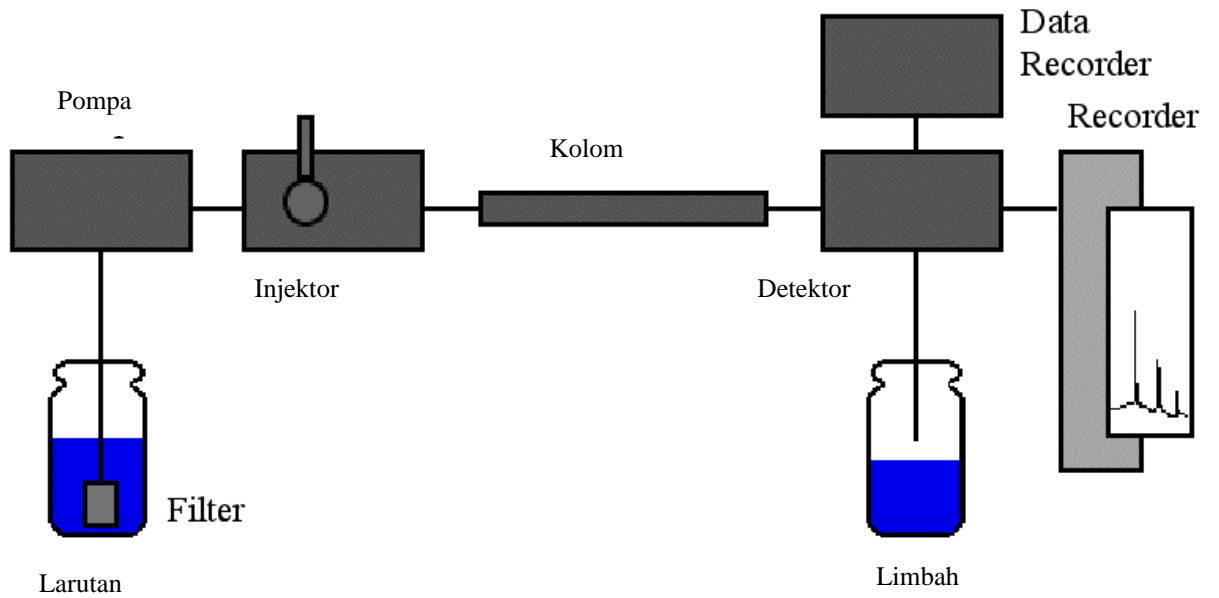 Data
Recorder
Pompa
Recorder
Kolom
Injektor
Detektor
Filter
Larutan
Limbah